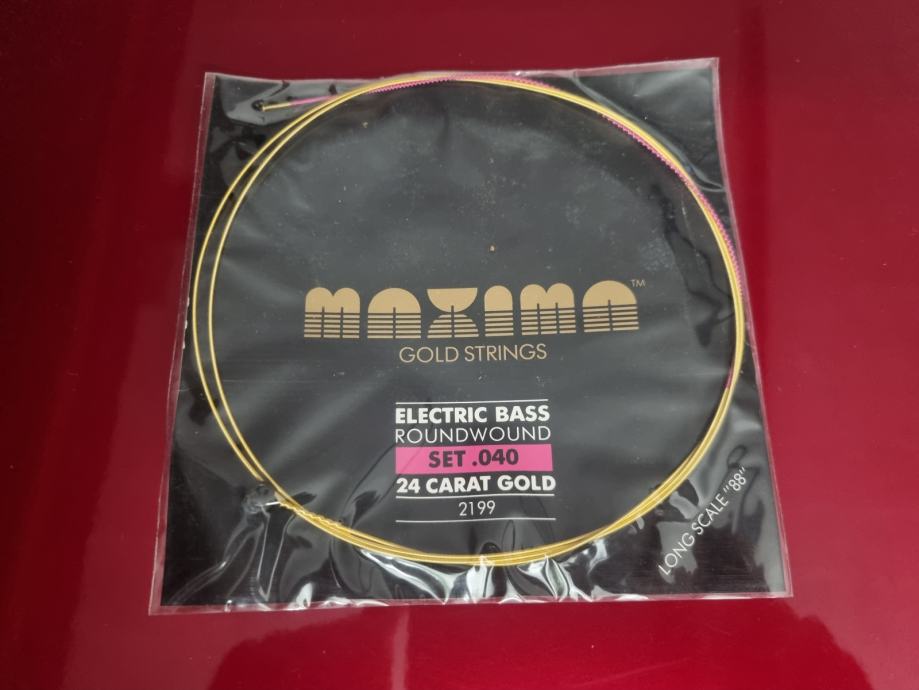 MAXIMA™
GOLD STRINGS
ELECTRIC BASS
ROUNDWOUND
SET .040
24 CARAT GOLD
2199
LONG SCALE "88"